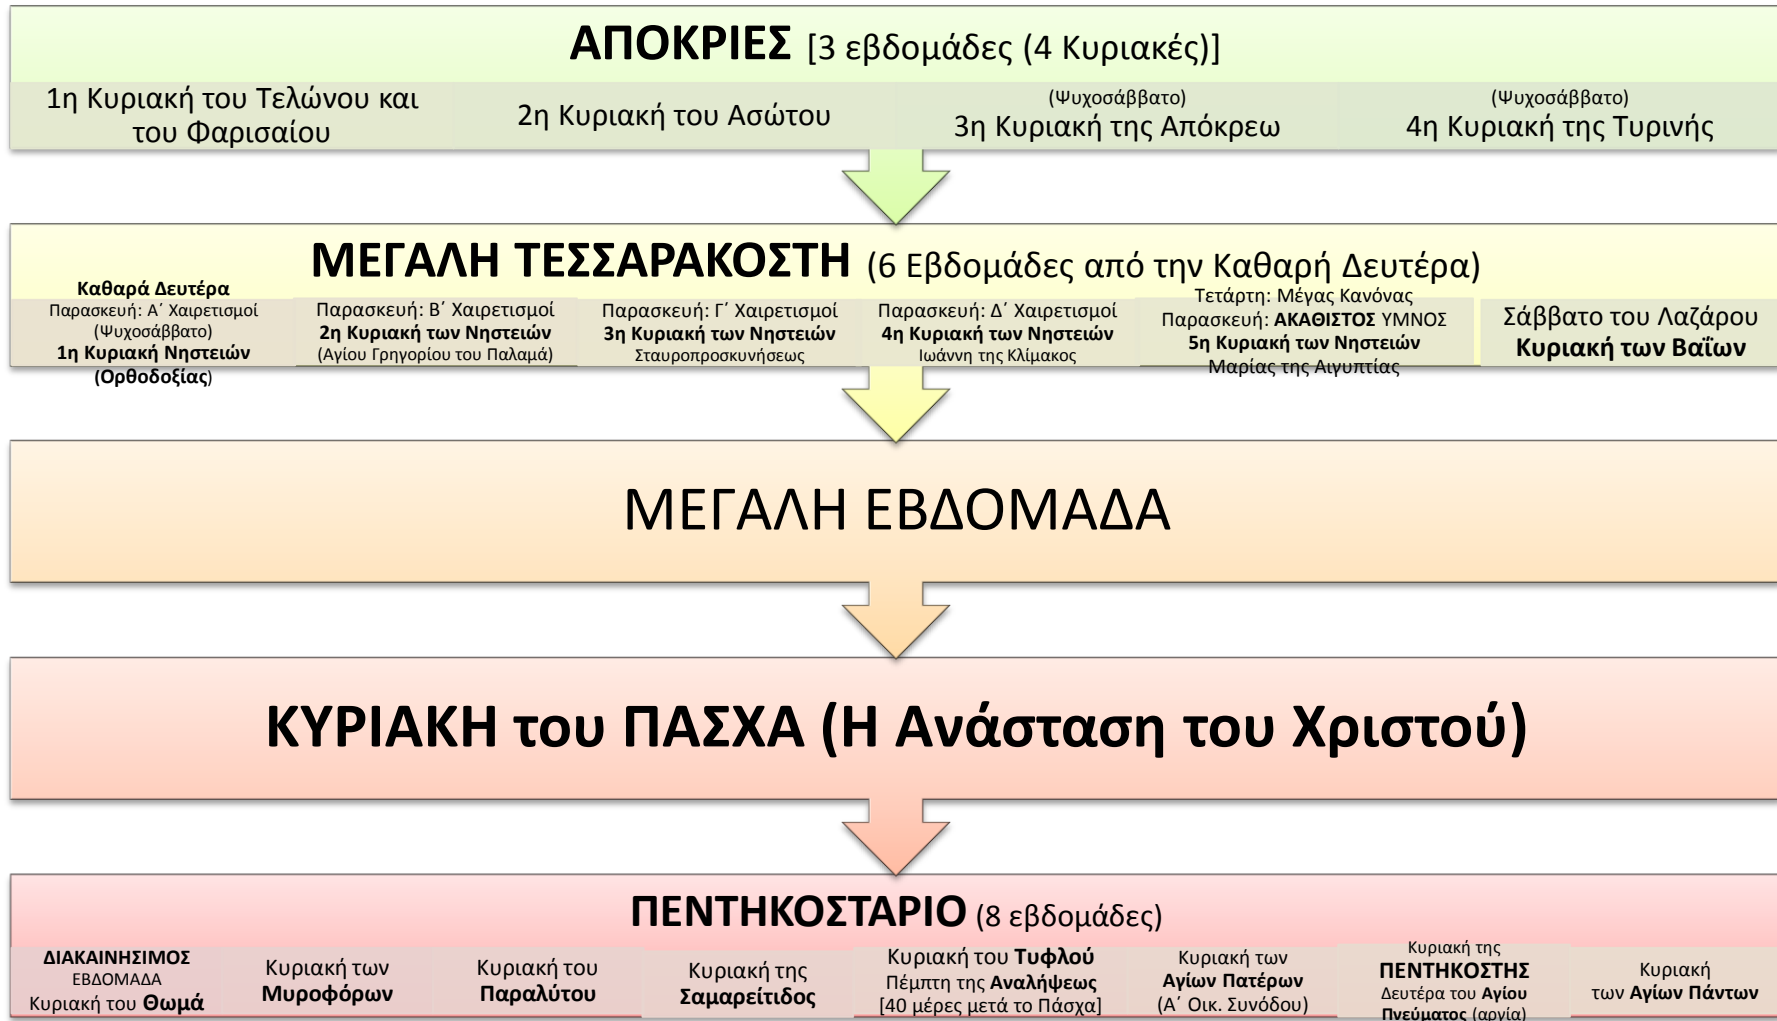 ΑΠΟΚΡΙΕΣ [3 εβδομάδες (4 Κυριακές)]
1η Κυριακή του Τελώνου και
του Φαρισαίου
2η Κυριακή του Ασώτου
(Ψυχοσάββατο)
3η Κυριακή της Απόκρεω
(Ψυχοσάββατο)
4η Κυριακή της Τυρινής
ΜΕΓΑΛΗ ΤΕΣΣΑΡΑΚΟΣΤΗ (6 Εβδομάδες από την Καθαρή Δευτέρα)
Καθαρά Δευτέρα
Παρασκευή: Α΄ Χαιρετισμοί
(Ψυχοσάββατο)
1η Κυριακή Νηστειών
(Ορθοδοξίας)
Παρασκευή: Β΄ Χαιρετισμοί
2η Κυριακή των Νηστειών
(Αγίου Γρηγορίου του Παλαμά)
Παρασκευή: Γ΄ Χαιρετισμοί
3η Κυριακή των Νηστειών
Σταυροπροσκυνήσεως
Παρασκευή: Δ΄ Χαιρετισμοί
4η Κυριακή των Νηστειών
Ιωάννη της Κλίμακος
Τετάρτη: Μέγας Κανόνας
Παρασκευή: ΑΚΑΘΙΣΤΟΣ ΥΜΝΟΣ
5η Κυριακή των Νηστειών
Μαρίας της Αιγυπτίας
Σάββατο του Λαζάρου
Κυριακή των Βαΐων
ΜΕΓΑΛΗ ΕΒΔΟΜΑΔΑ
ΚΥΡΙΑΚΗ του ΠΑΣΧΑ (Η Ανάσταση του Χριστού)
ΠΕΝΤΗΚΟΣΤΑΡΙΟ (8 εβδομάδες)
ΔΙΑΚΑΙΝΗΣΙΜΟΣ
ΕΒΔΟΜΑΔΑ
Κυριακή του Θωμά
Κυριακή των
Μυροφόρων
Κυριακή του
Παραλύτου
Κυριακή της
Σαμαρείτιδος
Κυριακή του Τυφλού
Πέμπτη της Αναλήψεως
[40 μέρες μετά το Πάσχα]
Κυριακή των
Αγίων Πατέρων
(Α΄ Οικ. Συνόδου)
Κυριακή της
ΠΕΝΤΗΚΟΣΤΗΣ
Δευτέρα του Αγίου
Πνεύματος (αργία)
Κυριακή
των Αγίων Πάντων